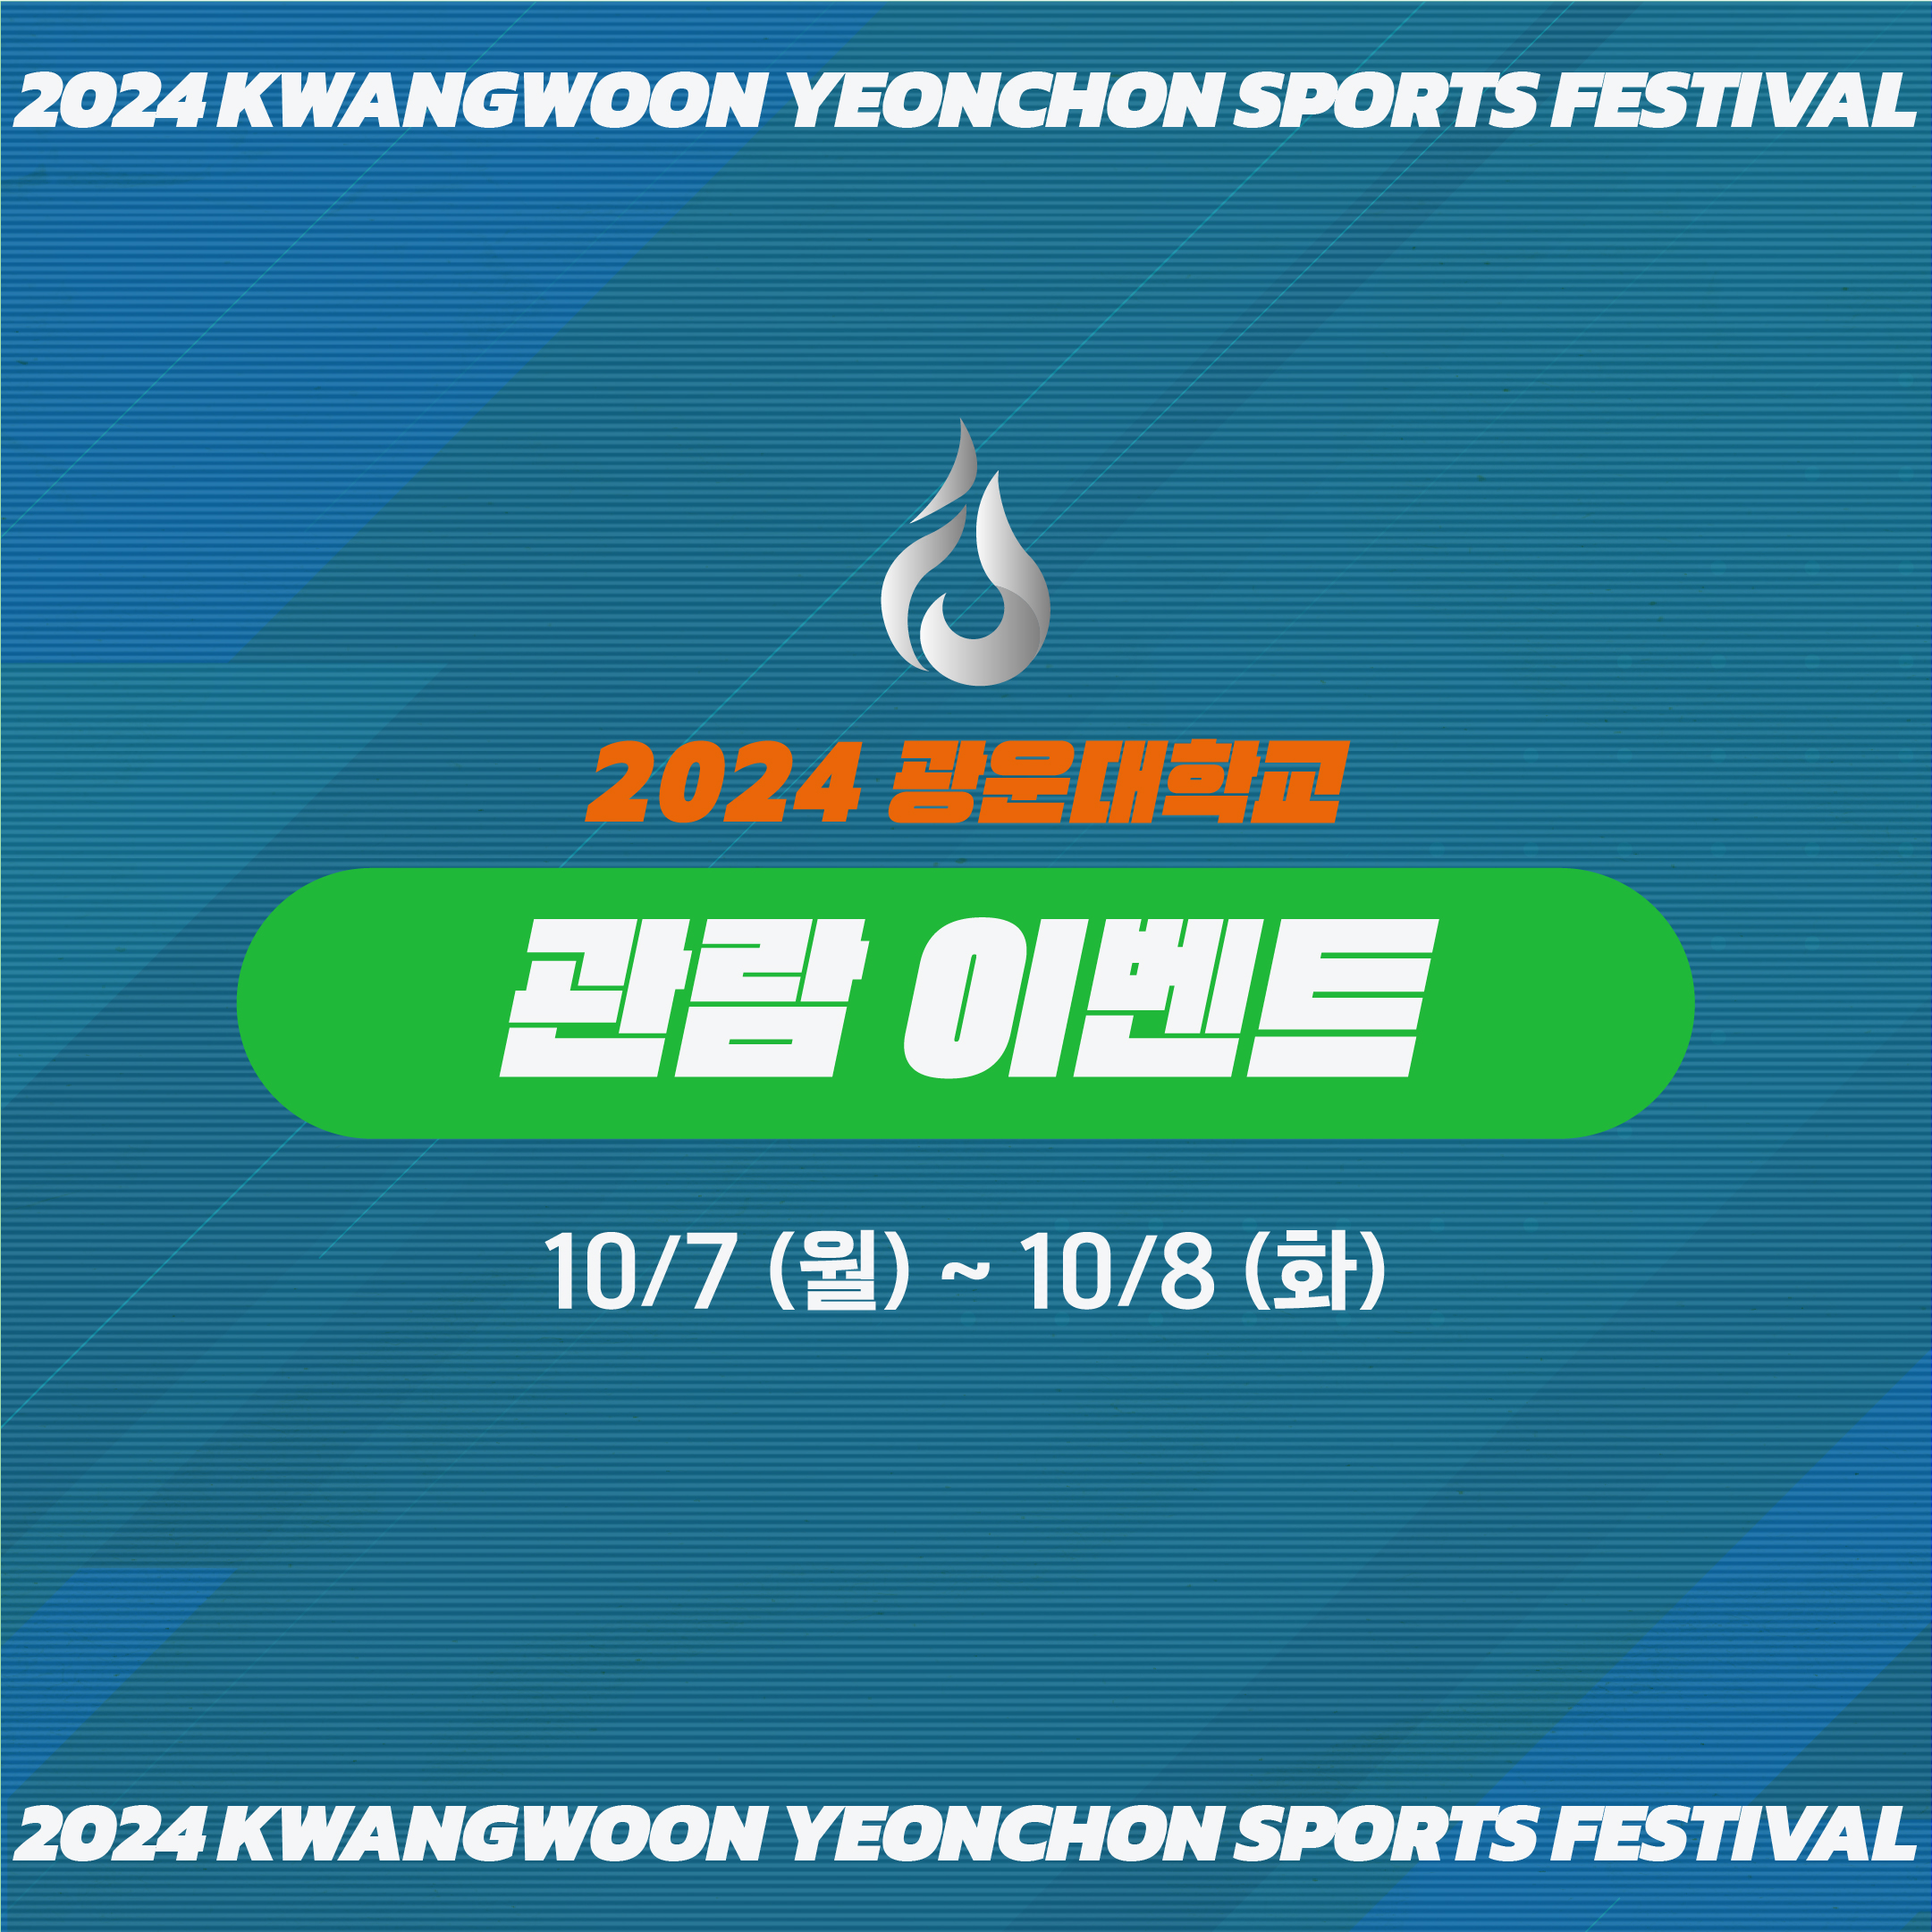 2024 KWANGWOON YEONCHON SPORTS FESTIVAL
2024 광운대학교
관람 이벤트
10/7 (월) ~ 10/8 (화)
2024 KWANGWOON YEONCHON SPORTS FESTIVAL